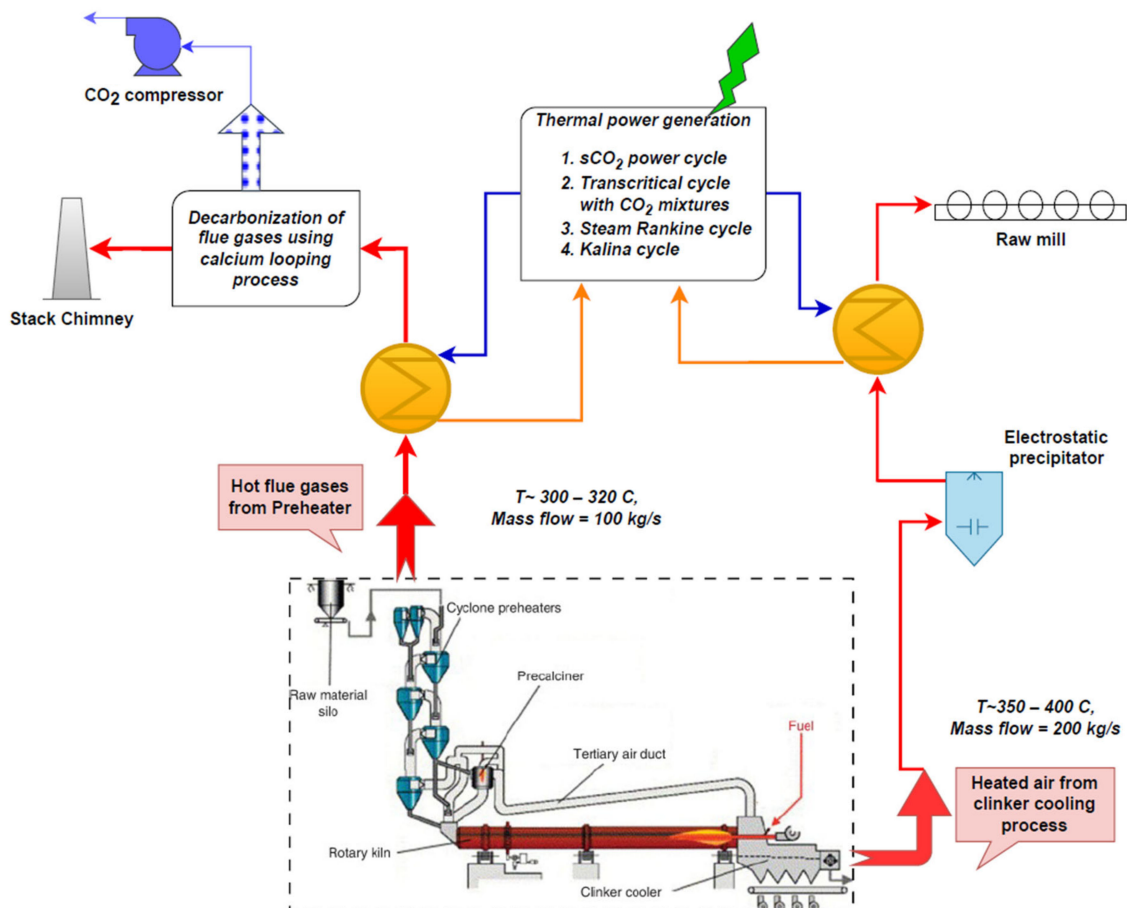 CO2 compressor
Thermal power generation
1. sCO2 power cycle
2. Transcritical cycle
with CO2 mixtures
3. Steam Rankine cycle
4. Kalina cycle
Decarbonization of
flue gases using
calcium looping
process
Stack Chimney
Raw mill
Electrostatic
precipitator
Hot flue gases
from Preheater
T~ 300 – 320 C,
Mass flow = 100 kg/s
Cyclone preheaters
Raw material
silo
Precalciner
Fuel
Tertiary air duct
Rotary kiln
Clinker cooler
T~350 – 400 C,
Mass flow = 200 kg/s
Heated air from
clinker cooling
process